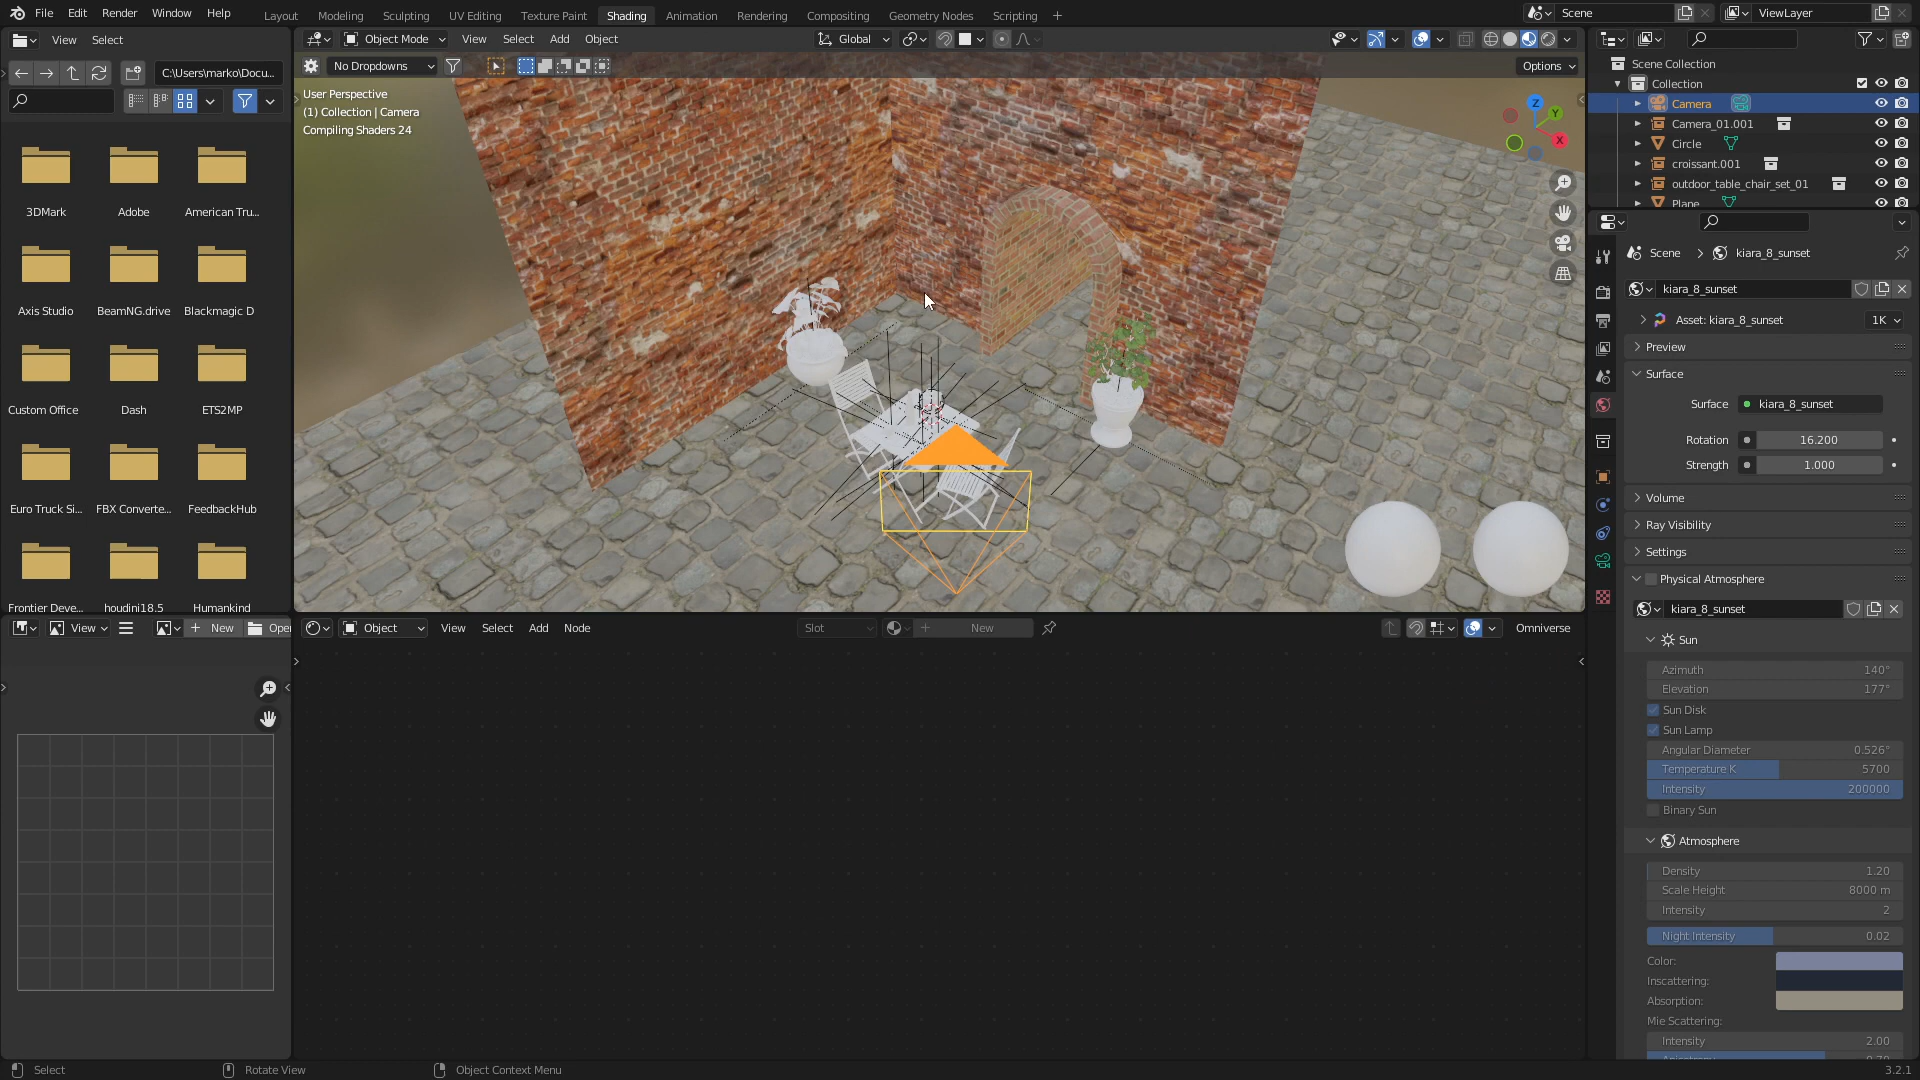 File Edit Render Window Help Layout Modeling Sculpting UV Editing Texture Paint Shading Animation Rendering Compositing Geometry Nodes Scripting Scene ViewLayer
View Select
Object Mode View Select Add Object Global
C:\Users\marko\Docu...
No Dropdowns
Options
User Perspective
(1) Collection | Camera
Compiling Shaders 24
Z
Y
X
3DMark Adobe American Tru...
Axis Studio BeamNG.drive Blackmagic D
Custom Office Dash ETS2MP
Euro Truck Si... FBX Converte... FeedbackHub
Frontier Deve... houdini18.5 Humankind
Scene Collection
Collection
Camera
Camera_01.001
Circle
croissant.001
outdoor_table_chair_set_01
Plane
Scene kiara_8_sunset
kiara_8_sunset
Asset: kiara_8_sunset 1K
Preview
Surface
Surface kiara_8_sunset
Rotation 16.200
Strength 1.000
Volume
Ray Visibility
Settings
Physical Atmosphere
kiara_8_sunset
Sun
Azimuth 140°
Elevation 177°
Sun Disk
Sun Lamp
Angular Diameter 0.526°
Temperature K 5700
Intensity 200000
Binary Sun
Atmosphere
Density 1.20
Scale Height 8000 m
Intensity 2
Night Intensity 0.02
Color:
Inscattering:
Absorption:
Mie Scattering:
Intensity 2.00
View New Open
Object View Select Add Node Slot New Omniverse
Select Rotate View Object Context Menu 3.2.1